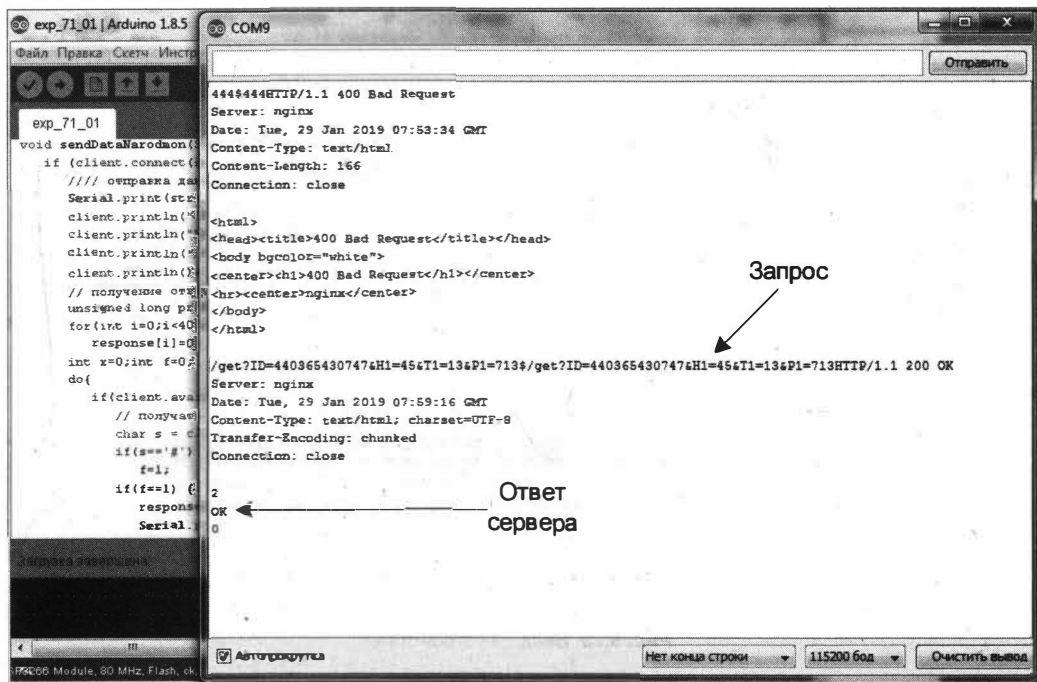 exp_71_01 | Arduino 1.8.5
Файл Правка Скетч Инстр
exp_71_01
void sendDataNarodmon(
if (client.connect(
//// отправка да
Serial.print(str
client.println("
client.println("
client.println("
client.println(
// получение от
unsigned long pr
for(int i=0;i<40
response[i]=0
int x=0;int f=0;
do{
if(client.ava
// получа
char s = c
if(s=='#')
f=1;
if(f==1) {
respons
Serial.
Загрузка завершена
Module, 80 MHz, Flash, ck
COM9
Отправить
444$444HTTP/1.1 400 Bad Request
Server: nginx
Date: Tue, 29 Jan 2019 07:53:34 GMT
Content-Type: text/html
Content-Length: 166
Connection: close
<html>
<head><title>400 Bad Request</title></head>
<body bgcolor="white">
<center><h1>400 Bad Request</h1></center>
<hr><center>nginx</center>
</body>
</html>
Запрос
/get?ID=440365430747&H1=45&T1=13&P1=713$/get?ID=440365430747&H1=45&T1=13&P1=713HTTP/1.1 200 OK
Server: nginx
Date: Tue, 29 Jan 2019 07:59:16 GMT
Content-Type: text/html; charset=UTF-8
Transfer-Encoding: chunked
Connection: close
2
OK
0
Ответ
сервера
Автопрокрутка
Нет конца строки
115200 бод
Очистить вывод